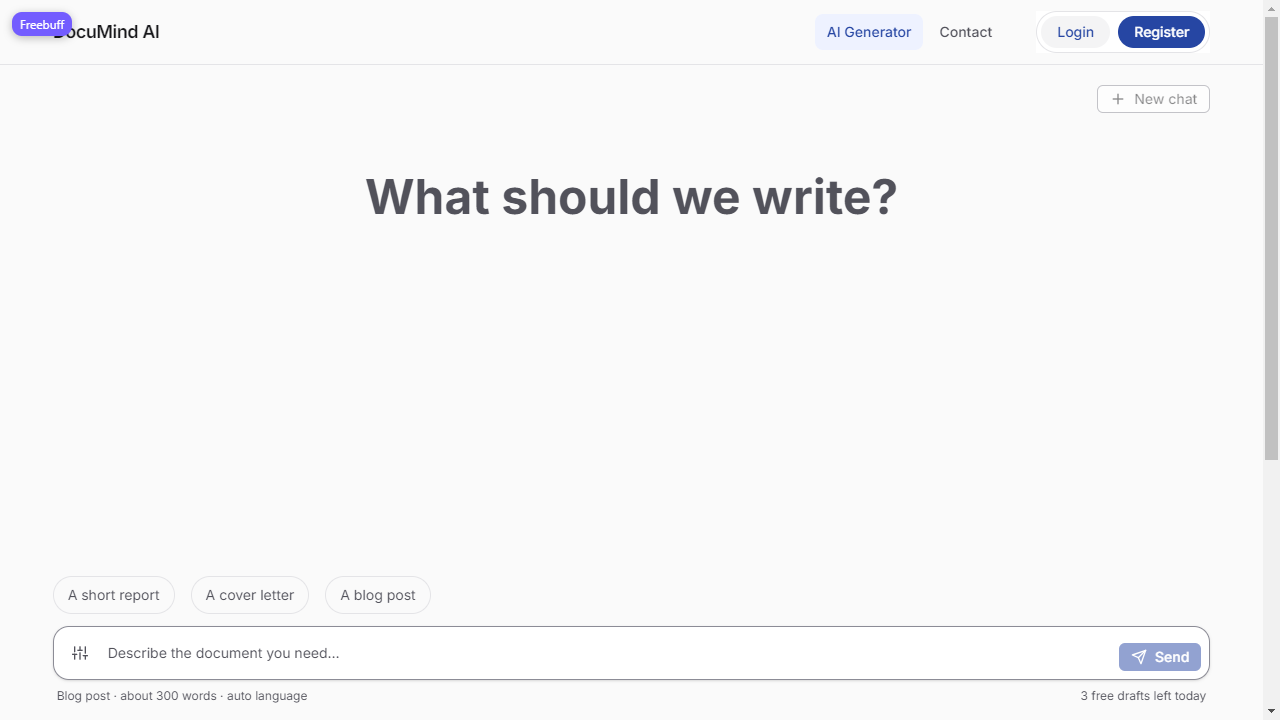 Freebuff
DocuMind AI
AI Generator
Contact
Login
Register
New chat
What should we write?
A short report
A cover letter
A blog post
Describe the document you need...
Send
Blog post · about 300 words · auto language
3 free drafts left today